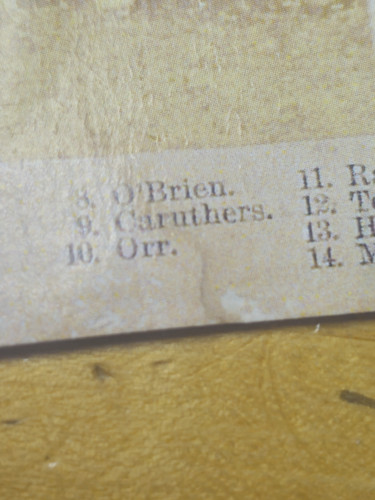 8. O'Brien.
9. Caruthers.
10. Orr.
11.
12.
13.
14.